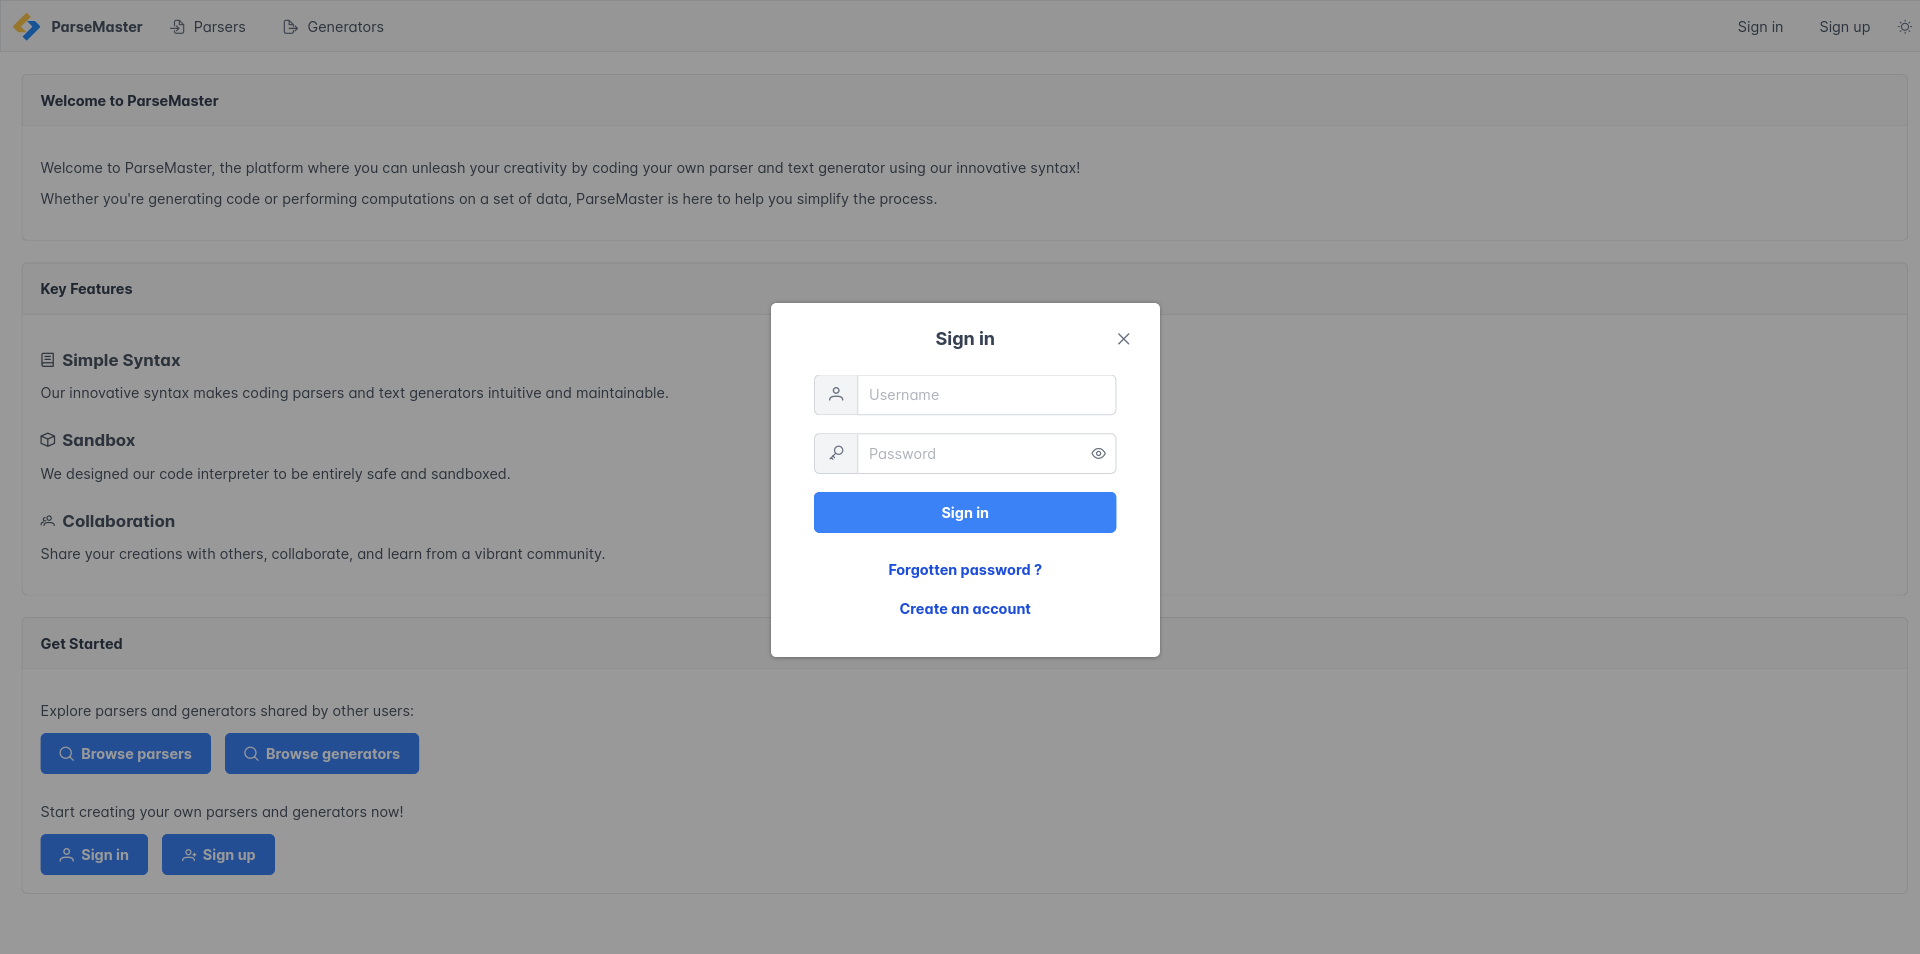 ParseMaster
Parsers
Generators
Sign in
Sign up
Welcome to ParseMaster
Welcome to ParseMaster, the platform where you can unleash your creativity by coding your own parser and text generator using our innovative syntax!
Whether you're generating code or performing computations on a set of data, ParseMaster is here to help you simplify the process.
Key Features
Simple Syntax
Our innovative syntax makes coding parsers and text generators intuitive and maintainable.
Sandbox
We designed our code interpreter to be entirely safe and sandboxed.
Collaboration
Share your creations with others, collaborate, and learn from a vibrant community.
Get Started
Explore parsers and generators shared by other users:
Browse parsers
Browse generators
Start creating your own parsers and generators now!
Sign in
Sign up
Sign in
Username
Password
Sign in
Forgotten password ?
Create an account